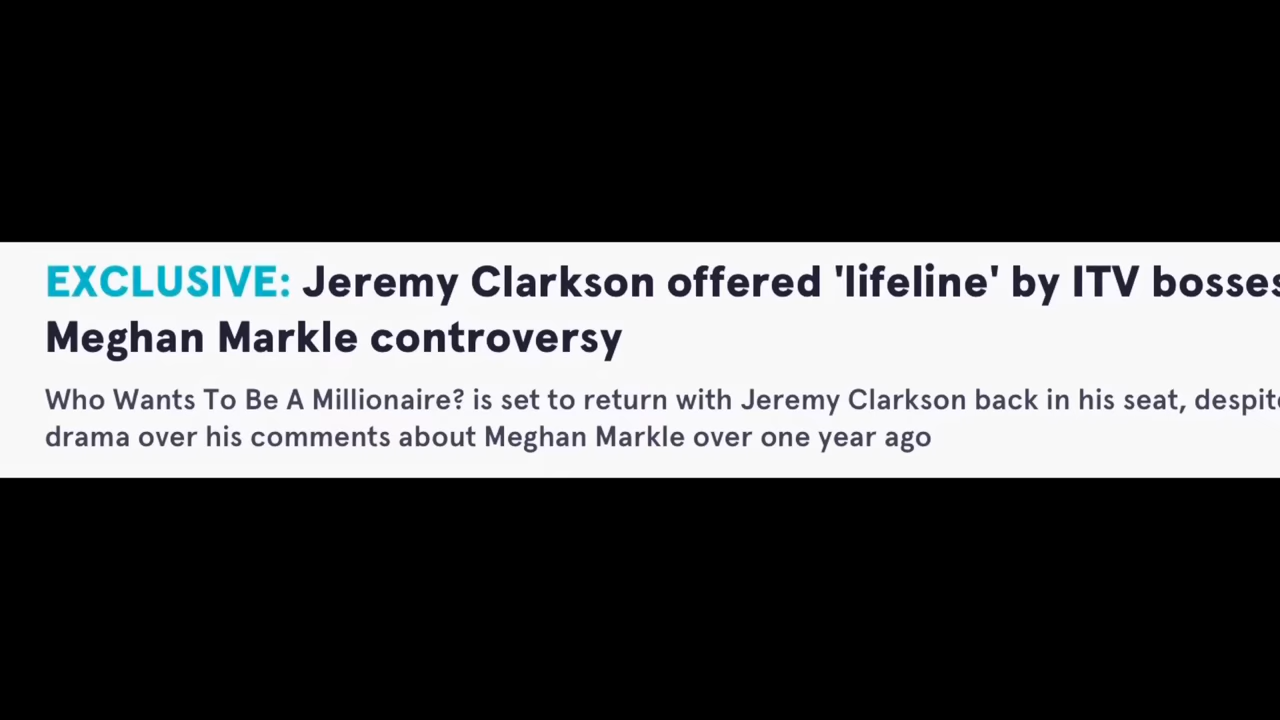 EXCLUSIVE: Jeremy Clarkson offered 'lifeline' by ITV bosses
Meghan Markle controversy
Who Wants To Be A Millionaire? is set to return with Jeremy Clarkson back in his seat, despite
drama over his comments about Meghan Markle over one year ago